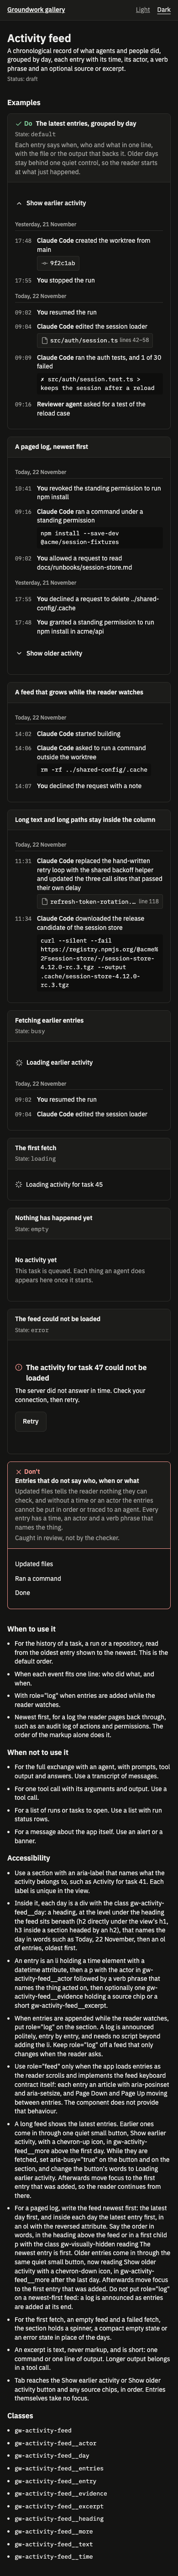 Groundwork gallery
Light
Dark
Activity feed
A chronological record of what agents and people did,
grouped by day, each entry with its time, its actor, a verb
phrase and an optional source or excerpt.
Status: draft
Examples
Do The latest entries, grouped by day
State: default
Each entry says when, who and what in one line,
with the file or the output that backs it. Older days
stay behind one quiet control, so the reader starts
at what just happened.
Show earlier activity
Yesterday, 21 November
17:48 Claude Code created the worktree from
main
9f2c1ab
17:55 You stopped the run
Today, 22 November
09:02 You resumed the run
09:04 Claude Code edited the session loader
src/auth/session.ts lines 42–58
09:09 Claude Code ran the auth tests, and 1 of 30
failed
✗ src/auth/session.test.ts >
keeps the session after a reload
09:16 Reviewer agent asked for a test of the
reload case
A paged log, newest first
Today, 22 November
10:41 You revoked the standing permission to run
npm install
09:16 Claude Code ran a command under a
standing permission
npm install --save-dev
@acme/session-fixtures
09:02 You allowed a request to read
docs/runbooks/session-store.md
Yesterday, 21 November
17:55 You declined a request to delete ../shared-
config/.cache
17:48 You granted a standing permission to run
npm install in acme/api
Show older activity
A feed that grows while the reader watches
Today, 22 November
14:02 Claude Code started building
14:06 Claude Code asked to run a command
outside the worktree
rm -rf ../shared-config/.cache
14:07 You declined the request with a note
Long text and long paths stay inside the column
Today, 22 November
11:31 Claude Code replaced the hand-written
retry loop with the shared backoff helper
and updated the three call sites that passed
their own delay
refresh-token-rotation.… line 118
11:34 Claude Code downloaded the release
candidate of the session store
curl --silent --fail
https://registry.npmjs.org/@acme%
2Fsession-store/-/session-store-
4.12.0-rc.3.tgz --output
.cache/session-store-4.12.0-
rc.3.tgz
Fetching earlier entries
State: busy
Loading earlier activity
Today, 22 November
09:02 You resumed the run
09:04 Claude Code edited the session loader
The first fetch
State: loading
Loading activity for task 45
Nothing has happened yet
State: empty
No activity yet
This task is queued. Each thing an agent does
appears here once it starts.
The feed could not be loaded
State: error
The activity for task 47 could not be
loaded
The server did not answer in time. Check your
connection, then retry.
Retry
Don't
Entries that do not say who, when or what
Updated files tells the reader nothing they can
check, and without a time or an actor the entries
cannot be put in order or traced to an agent. Every
entry has a time, an actor and a verb phrase that
names the thing.
Caught in review, not by the checker.
Updated files
Ran a command
Done
When to use it
For the history of a task, a run or a repository, read
from the oldest entry shown to the newest. This is the
default order.
When each event fits one line: who did what, and
when.
With role="log" when entries are added while the
reader watches.
Newest first, for a log the reader pages back through,
such as an audit log of actions and permissions. The
order of the markup alone does it.
When not to use it
For the full exchange with an agent, with prompts, tool
output and answers. Use a transcript of messages.
For one tool call with its arguments and output. Use a
tool call.
For a list of runs or tasks to open. Use a list with run
status rows.
For a message about the app itself. Use an alert or a
banner.
Accessibility
Use a section with an aria-label that names what the
activity belongs to, such as Activity for task 41. Each
label is unique in the view.
Inside it, each day is a div with the class gw-activity-
feed__day: a heading, at the level under the heading
the feed sits beneath (h2 directly under the view's h1,
h3 inside a section headed by an h2), that names the
day in words such as Today, 22 November, then an ol
of entries, oldest first.
An entry is an li holding a time element with a
datetime attribute, then a p with the actor in gw-
activity-feed__actor followed by a verb phrase that
names the thing acted on, then optionally one gw-
activity-feed__evidence holding a source chip or a
short gw-activity-feed__excerpt.
When entries are appended while the reader watches,
put role="log" on the section. A log is announced
politely, entry by entry, and needs no script beyond
adding the li. Keep role="log" off a feed that only
changes when the reader asks.
Use role="feed" only when the app loads entries as
the reader scrolls and implements the feed keyboard
contract itself: each entry an article with aria-posinset
and aria-setsize, and Page Down and Page Up moving
between entries. The component does not provide
that behaviour.
A long feed shows the latest entries. Earlier ones
come in through one quiet small button, Show earlier
activity, with a chevron-up icon, in gw-activity-
feed__more above the first day. While they are
fetched, set aria-busy="true" on the button and on the
section, and change the button's words to Loading
earlier activity. Afterwards move focus to the first
entry that was added, so the reader continues from
there.
For a paged log, write the feed newest first: the latest
day first, and inside each day the latest entry first, in
an ol with the reversed attribute. Say the order in
words, in the heading above the feed or in a first child
p with the class gw-visually-hidden reading The
newest entry is first. Older entries come in through the
same quiet small button, now reading Show older
activity with a chevron-down icon, in gw-activity-
feed__more after the last day. Afterwards move focus
to the first entry that was added. Do not put role="log"
on a newest-first feed: a log is announced as entries
are added at its end.
For the first fetch, an empty feed and a failed fetch,
the section holds a spinner, a compact empty state or
an error state in place of the days.
An excerpt is text, never markup, and is short: one
command or one line of output. Longer output belongs
in a tool call.
Tab reaches the Show earlier activity or Show older
activity button and any source chips, in order. Entries
themselves take no focus.
Classes
gw-activity-feed
gw-activity-feed__actor
gw-activity-feed__day
gw-activity-feed__entries
gw-activity-feed__entry
gw-activity-feed__evidence
gw-activity-feed__excerpt
gw-activity-feed__heading
gw-activity-feed__more
gw-activity-feed__text
gw-activity-feed__time